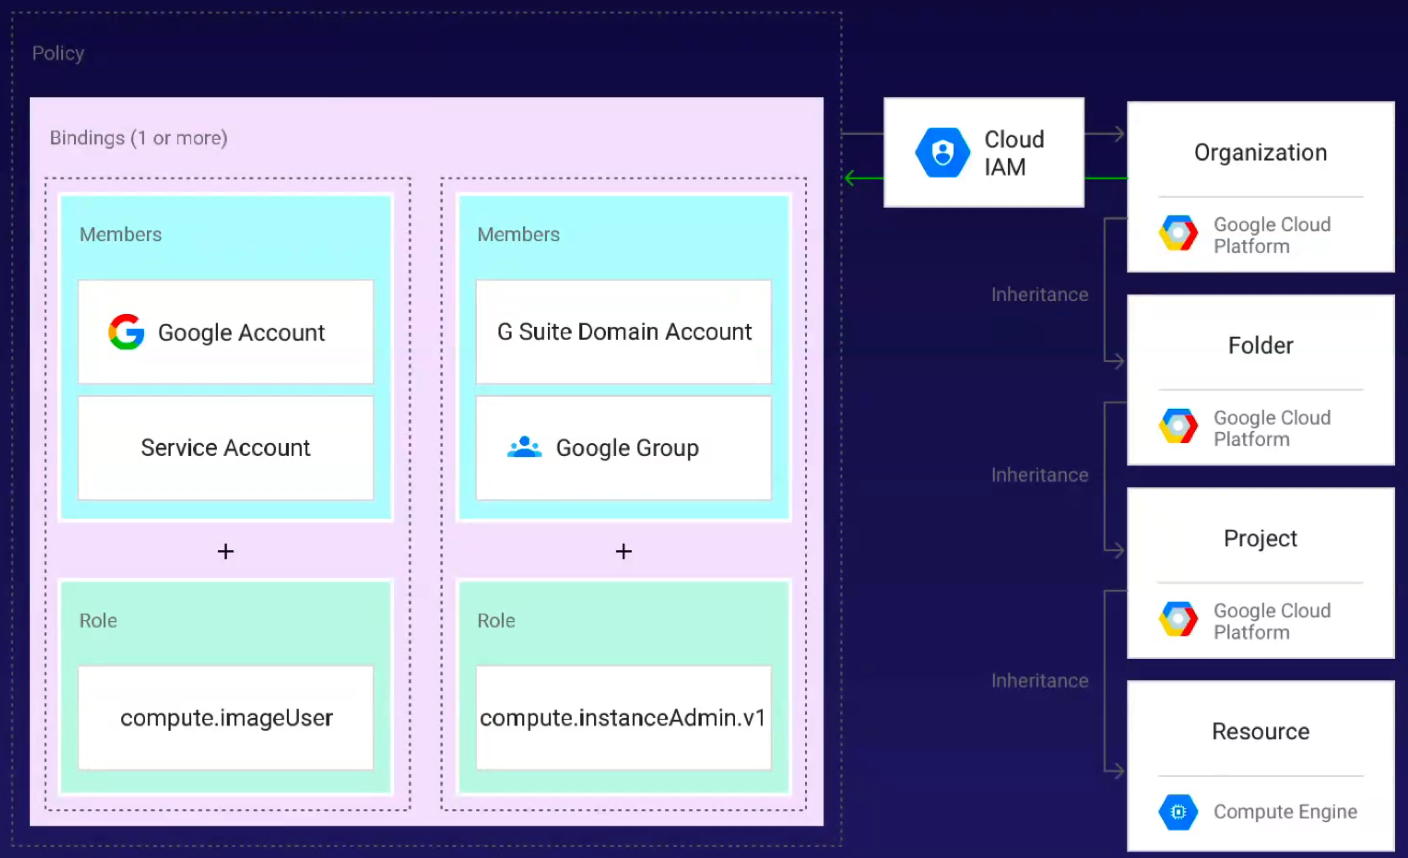 Policy
Bindings (1 or more)
Members
Google Account
Service Account
+
Role
compute.imageUser
Members
G Suite Domain Account
Google Group
+
Role
compute.instanceAdmin.v1
Cloud
IAM
Organization
Google Cloud
Platform
Inheritance
Folder
Google Cloud
Platform
Inheritance
Project
Google Cloud
Platform
Inheritance
Resource
Compute Engine